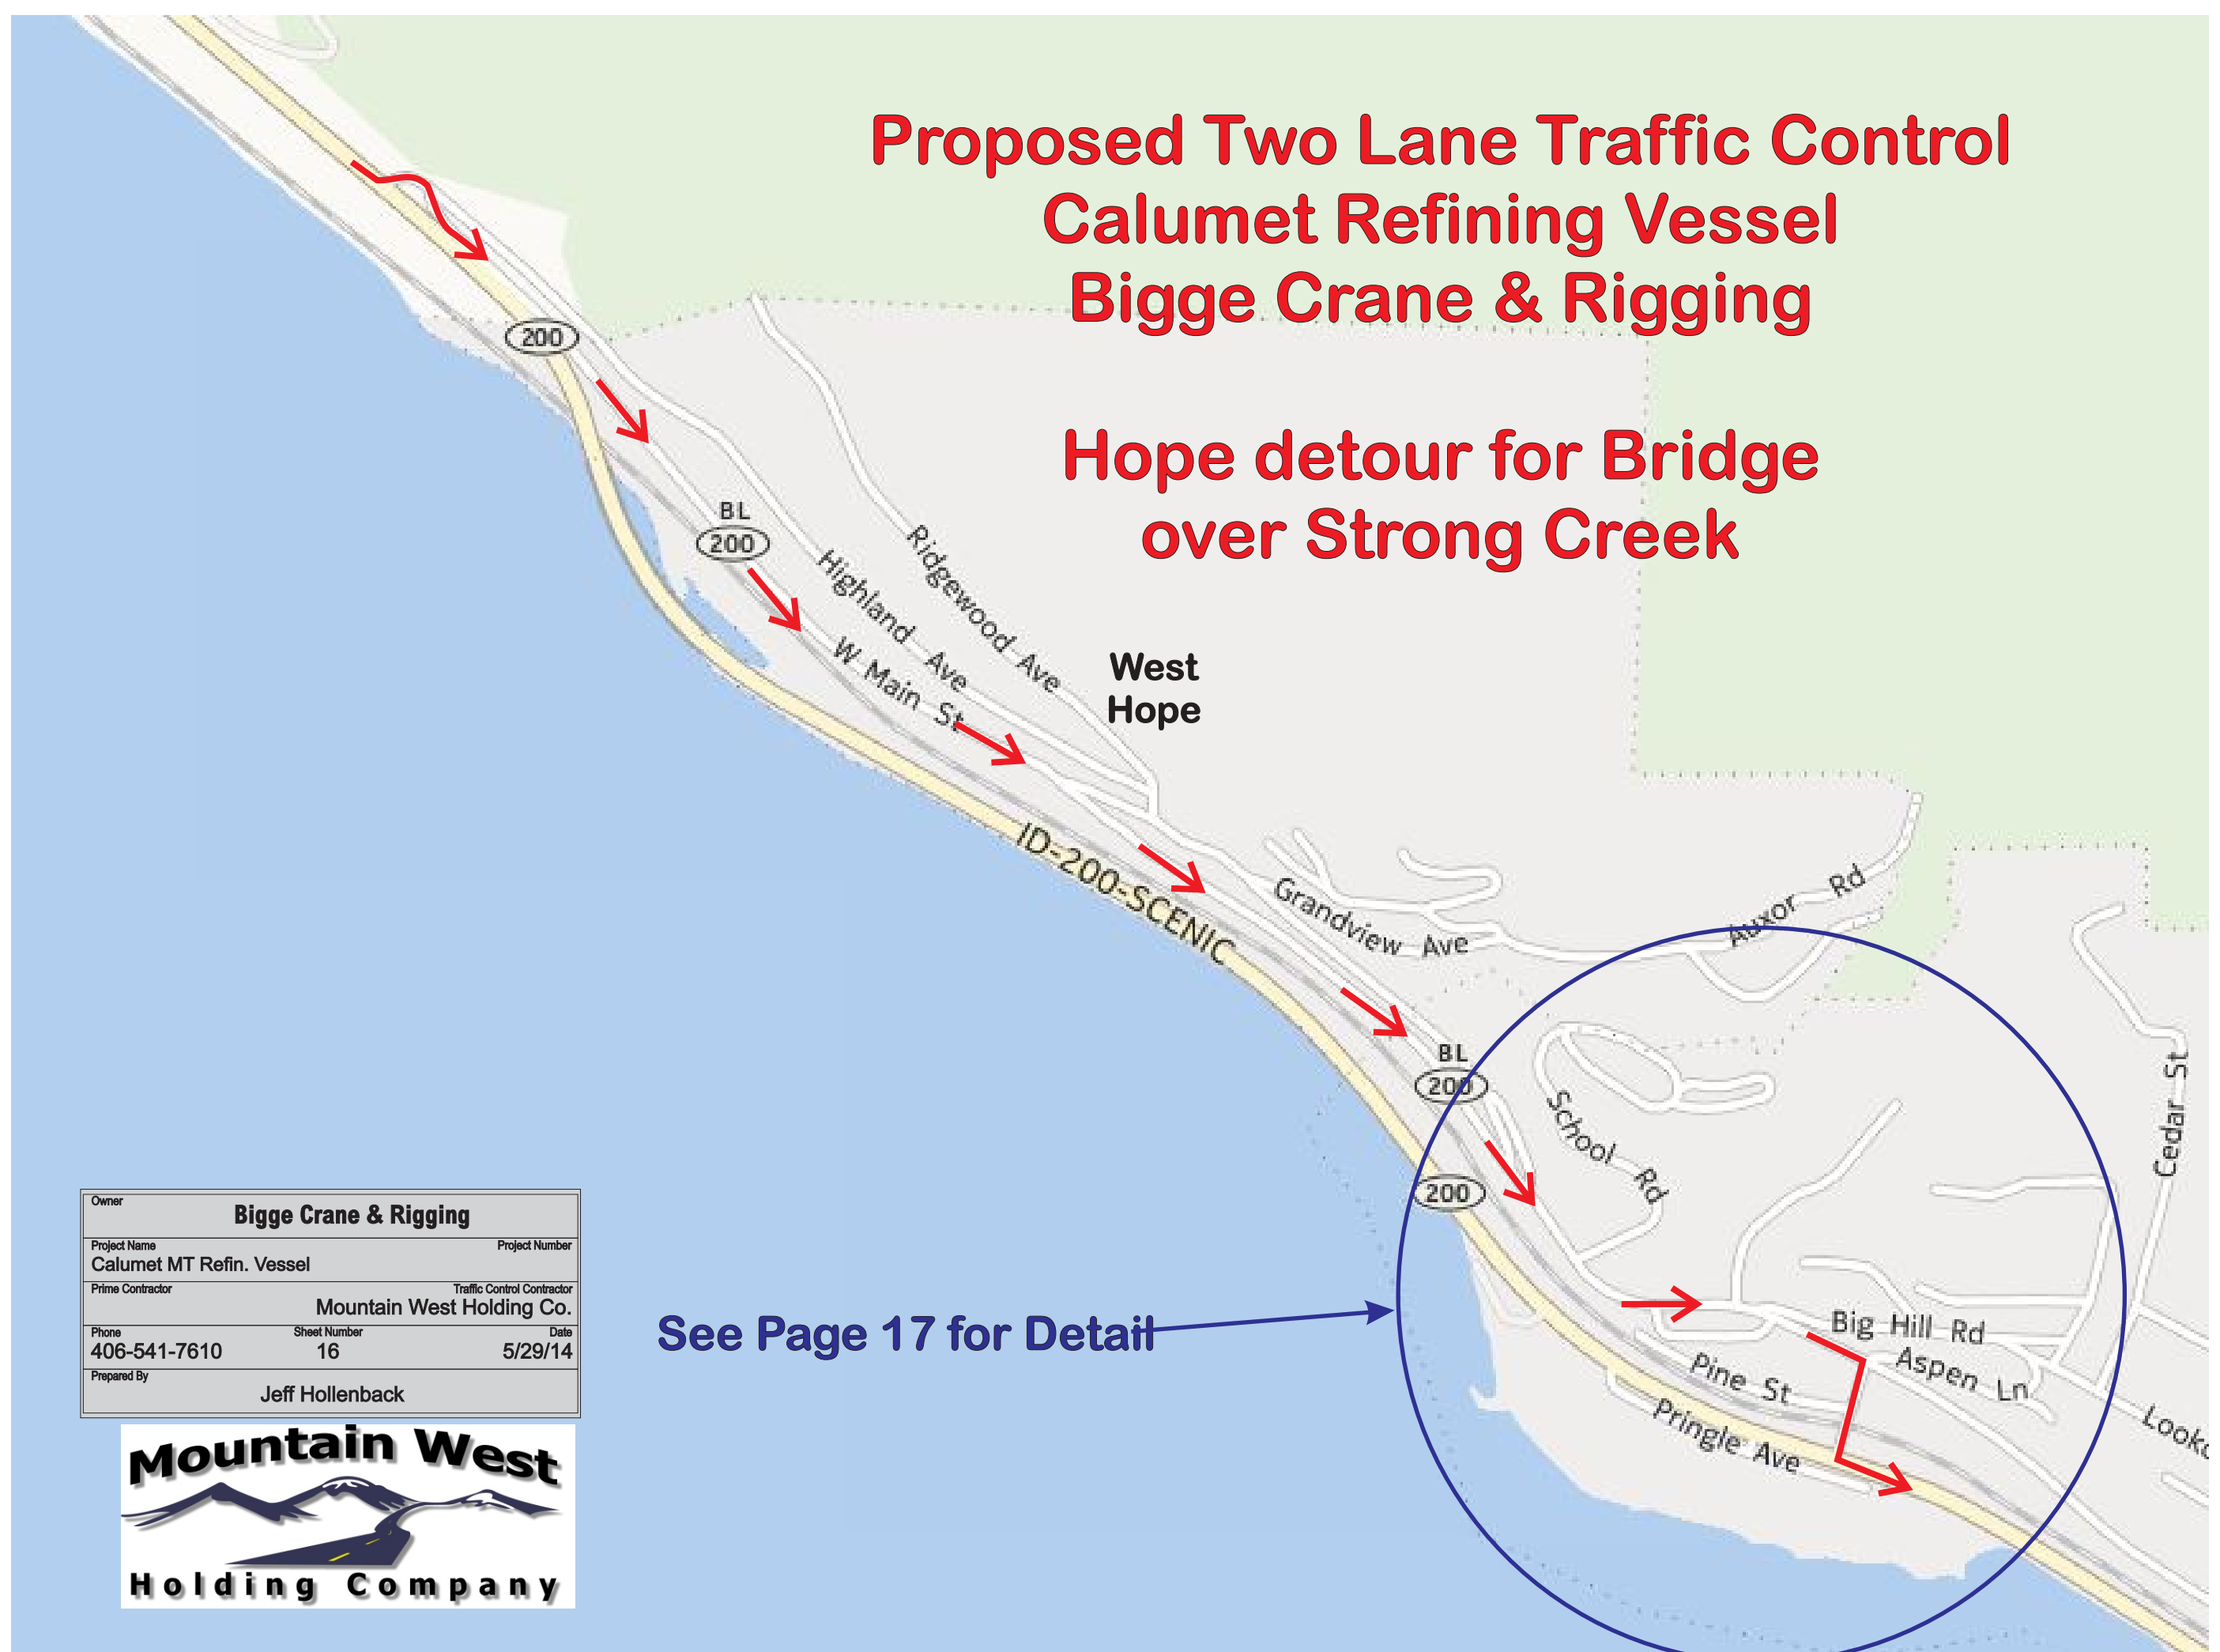 Proposed Two Lane Traffic Control
Calumet Refining Vessel
Bigge Crane & Rigging
Hope detour for Bridge
over Strong Creek
200
BL
200
Highland Ave
Ridgewood Ave
W Main St
West
Hope
ID-200-SCENIC
Grandview Ave
Auxor Rd
BL
200
School Rd
Cedar St
200
Big Hill Rd
Aspen Ln
Pine St
Pringle Ave
See Page 17 for Detail
Owner
Bigge Crane & Rigging
Project Name Project Number
Calumet MT Refin. Vessel
Prime Contractor Traffic Control Contractor
Mountain West Holding Co.
Phone Sheet Number Date
406-541-7610 16 5/29/14
Prepared By
Jeff Hollenback
Mountain West
Holding Company